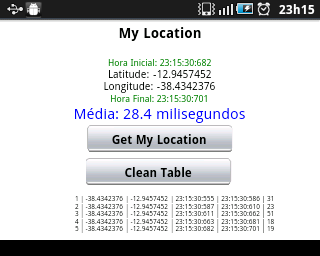 23h15
My Location
Hora Inicial: 23:15:30:682
Latitude: -12.9457452
Longitude: -38.4342376
Hora Final: 23:15:30:701
Média: 28.4 milisegundos
Get My Location
Clean Table
1 | -38.4342376 | -12.9457452 | 23:15:30:555 | 23:15:30:586 | 31
2 | -38.4342376 | -12.9457452 | 23:15:30:587 | 23:15:30:610 | 23
3 | -38.4342376 | -12.9457452 | 23:15:30:611 | 23:15:30:662 | 51
4 | -38.4342376 | -12.9457452 | 23:15:30:663 | 23:15:30:681 | 18
5 | -38.4342376 | -12.9457452 | 23:15:30:682 | 23:15:30:701 | 19